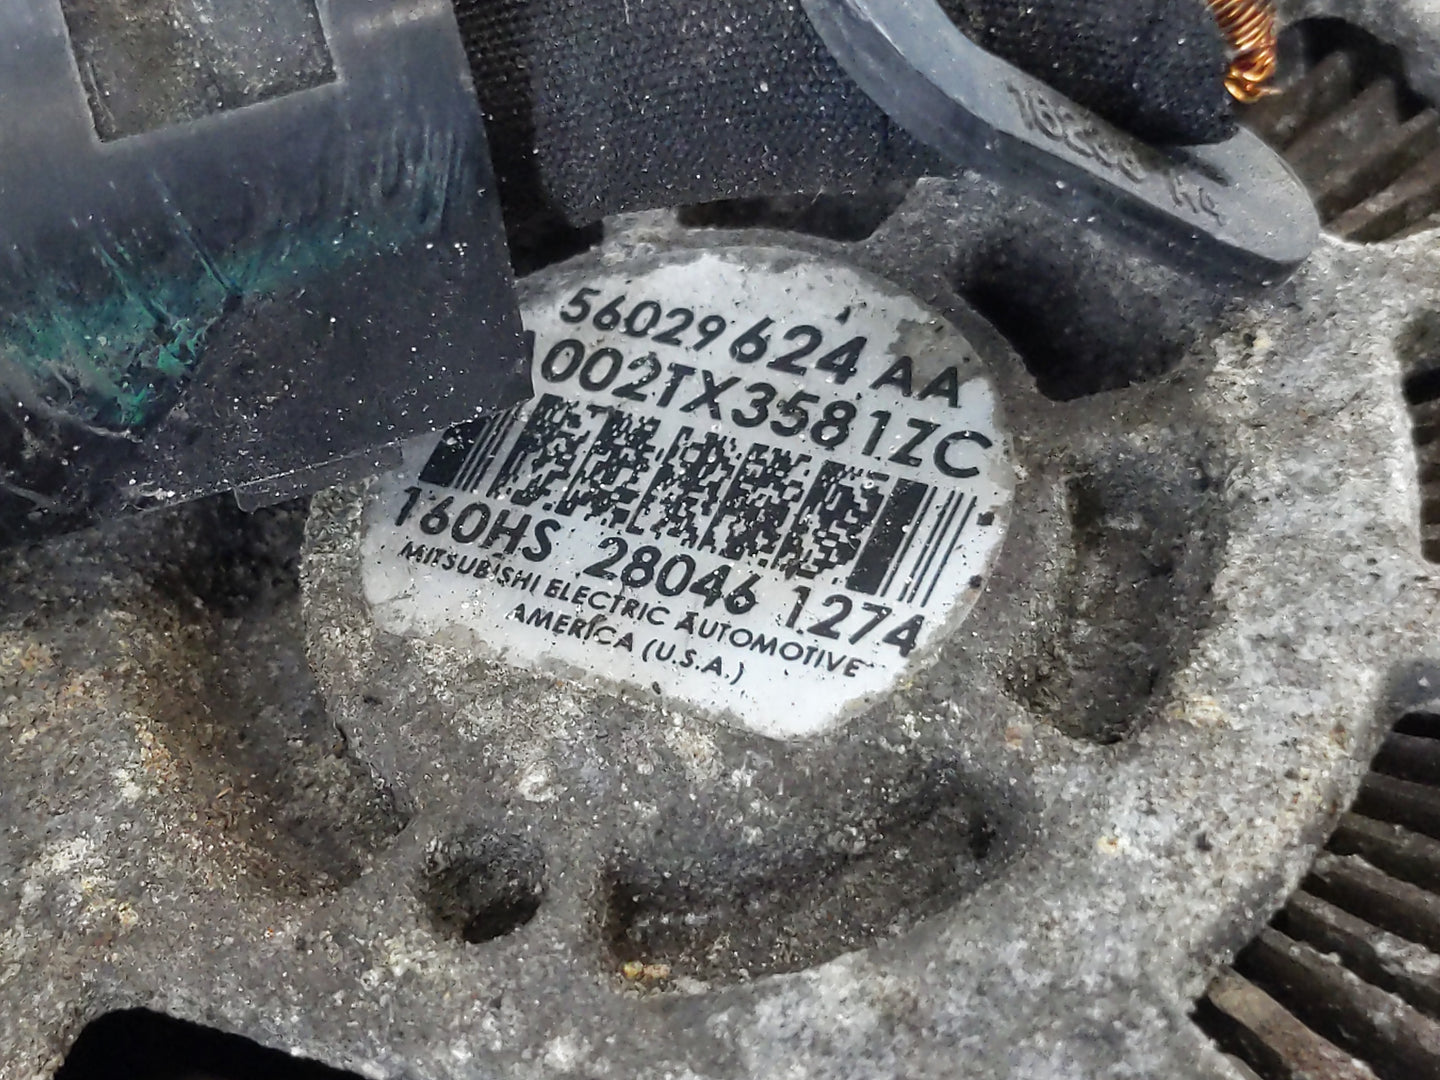 56029624AA
002TX3581ZC
160HS 28046 1274
MITSUBISHI ELECTRIC AUTOMOTIVE
AMERICA (U.S.A.)